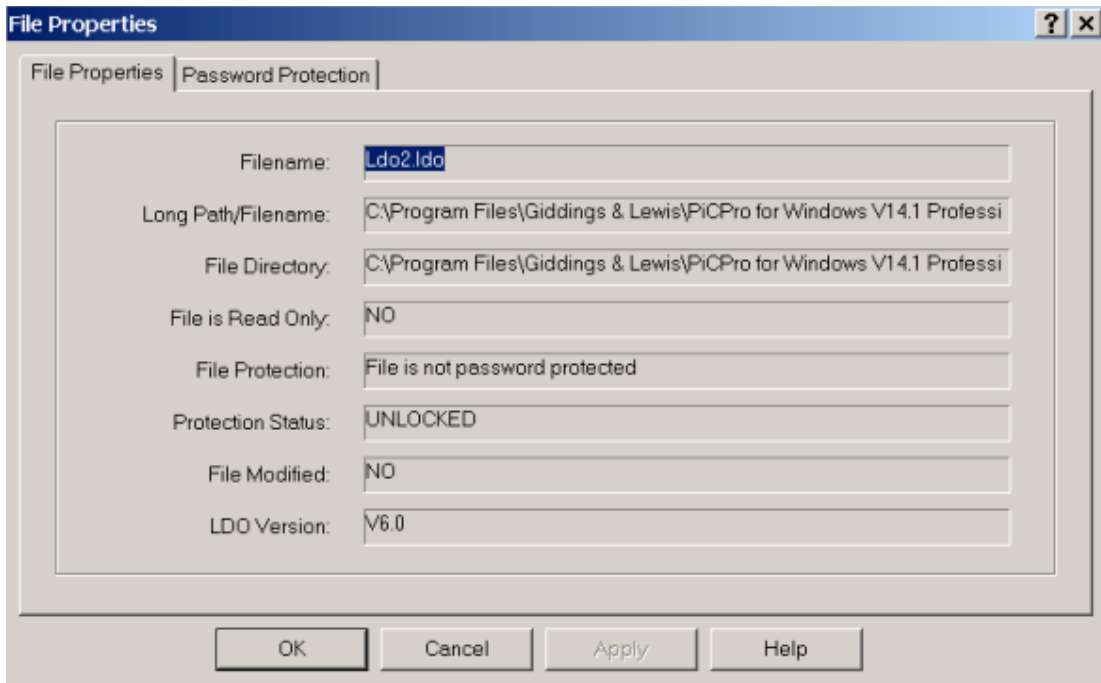 File Properties
File Properties Password Protection
Filename: Ldo2.ldo
Long Path/Filename: C:\Program Files\Giddings & Lewis\PiCPro for Windows V14.1 Professi
File Directory: C:\Program Files\Giddings & Lewis\PiCPro for Windows V14.1 Professi
File is Read Only: NO
File Protection: File is not password protected
Protection Status: UNLOCKED
File Modified: NO
LDO Version: V6.0
OK Cancel Apply Help